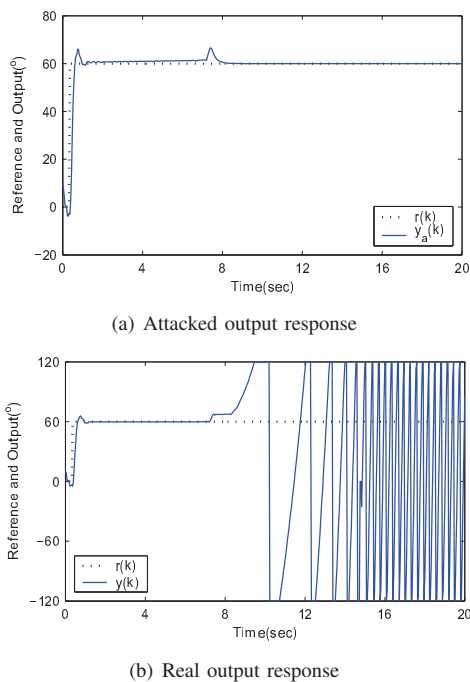 80
60
40
20
0
−20
Reference and Output(⁰)
r(k)
y_a(k)
0
4
8
12
16
20
Time(sec)
(a) Attacked output response
120
60
0
−60
−120
Reference and Output(⁰)
r(k)
y(k)
0
4
8
12
16
20
Time(sec)
(b) Real output response